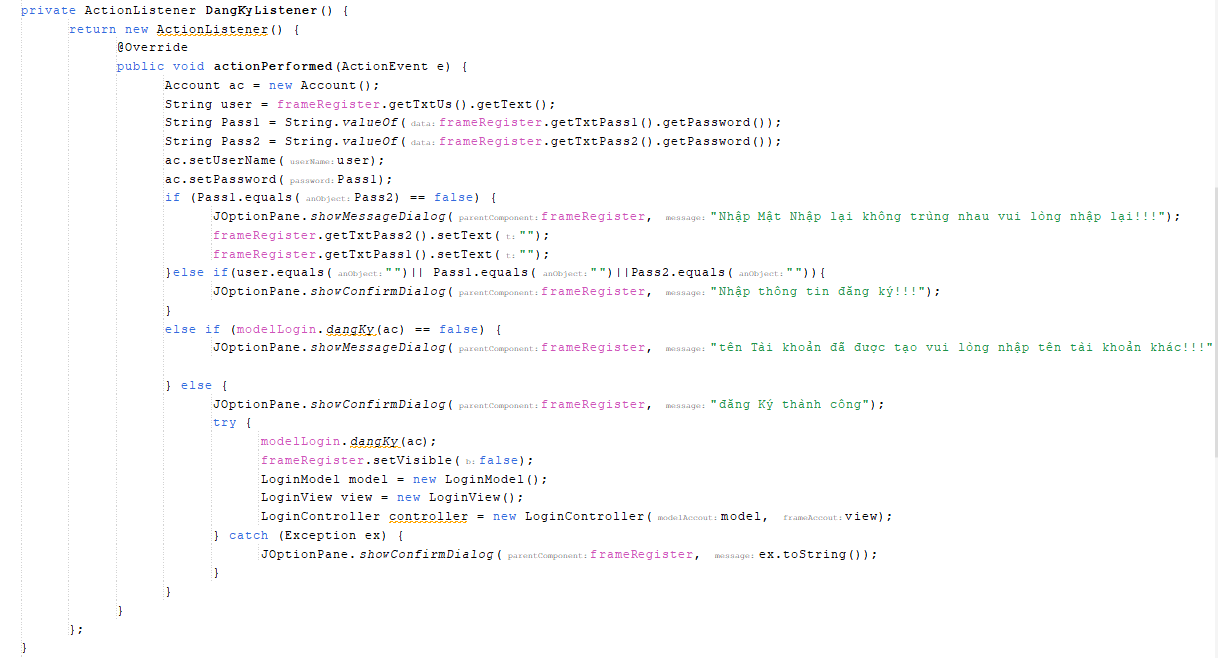 private ActionListener DangKyListener() {
return new ActionListener() {
@Override
public void actionPerformed(ActionEvent e) {
Account ac = new Account();
String user = frameRegister.getTxtUs().getText();
String Pass1 = String.valueOf( data: frameRegister.getTxtPass1().getPassword());
String Pass2 = String.valueOf( data: frameRegister.getTxtPass2().getPassword());
ac.setUserName( userName: user);
ac.setPassword( password: Pass1);
if (Pass1.equals( anObject: Pass2) == false) {
JOptionPane.showMessageDialog( parentComponent: frameRegister, message: "Nhập Mật Nhập lại không trùng nhau vui lòng nhập lại!!!");
frameRegister.getTxtPass2().setText( t: "");
frameRegister.getTxtPass1().setText( t: "");
}else if(user.equals( anObject: "")|| Pass1.equals( anObject: "")||Pass2.equals( anObject: "")){
JOptionPane.showConfirmDialog( parentComponent: frameRegister, message: "Nhập thông tin đăng ký!!!");
}
else if (modelLogin.dangKy(ac) == false) {
JOptionPane.showMessageDialog( parentComponent: frameRegister, message: "tên Tài khoản đã được tạo vui lòng nhập tên tài khoản khác!!!"
} else {
JOptionPane.showConfirmDialog( parentComponent: frameRegister, message: "đăng Ký thành công");
try {
modelLogin.dangKy(ac);
frameRegister.setVisible( b: false);
LoginModel model = new LoginModel();
LoginView view = new LoginView();
LoginController controller = new LoginController( modelAccout: model, frameAccout: view);
} catch (Exception ex) {
JOptionPane.showConfirmDialog( parentComponent: frameRegister, message: ex.toString());
}
}
}
};
}